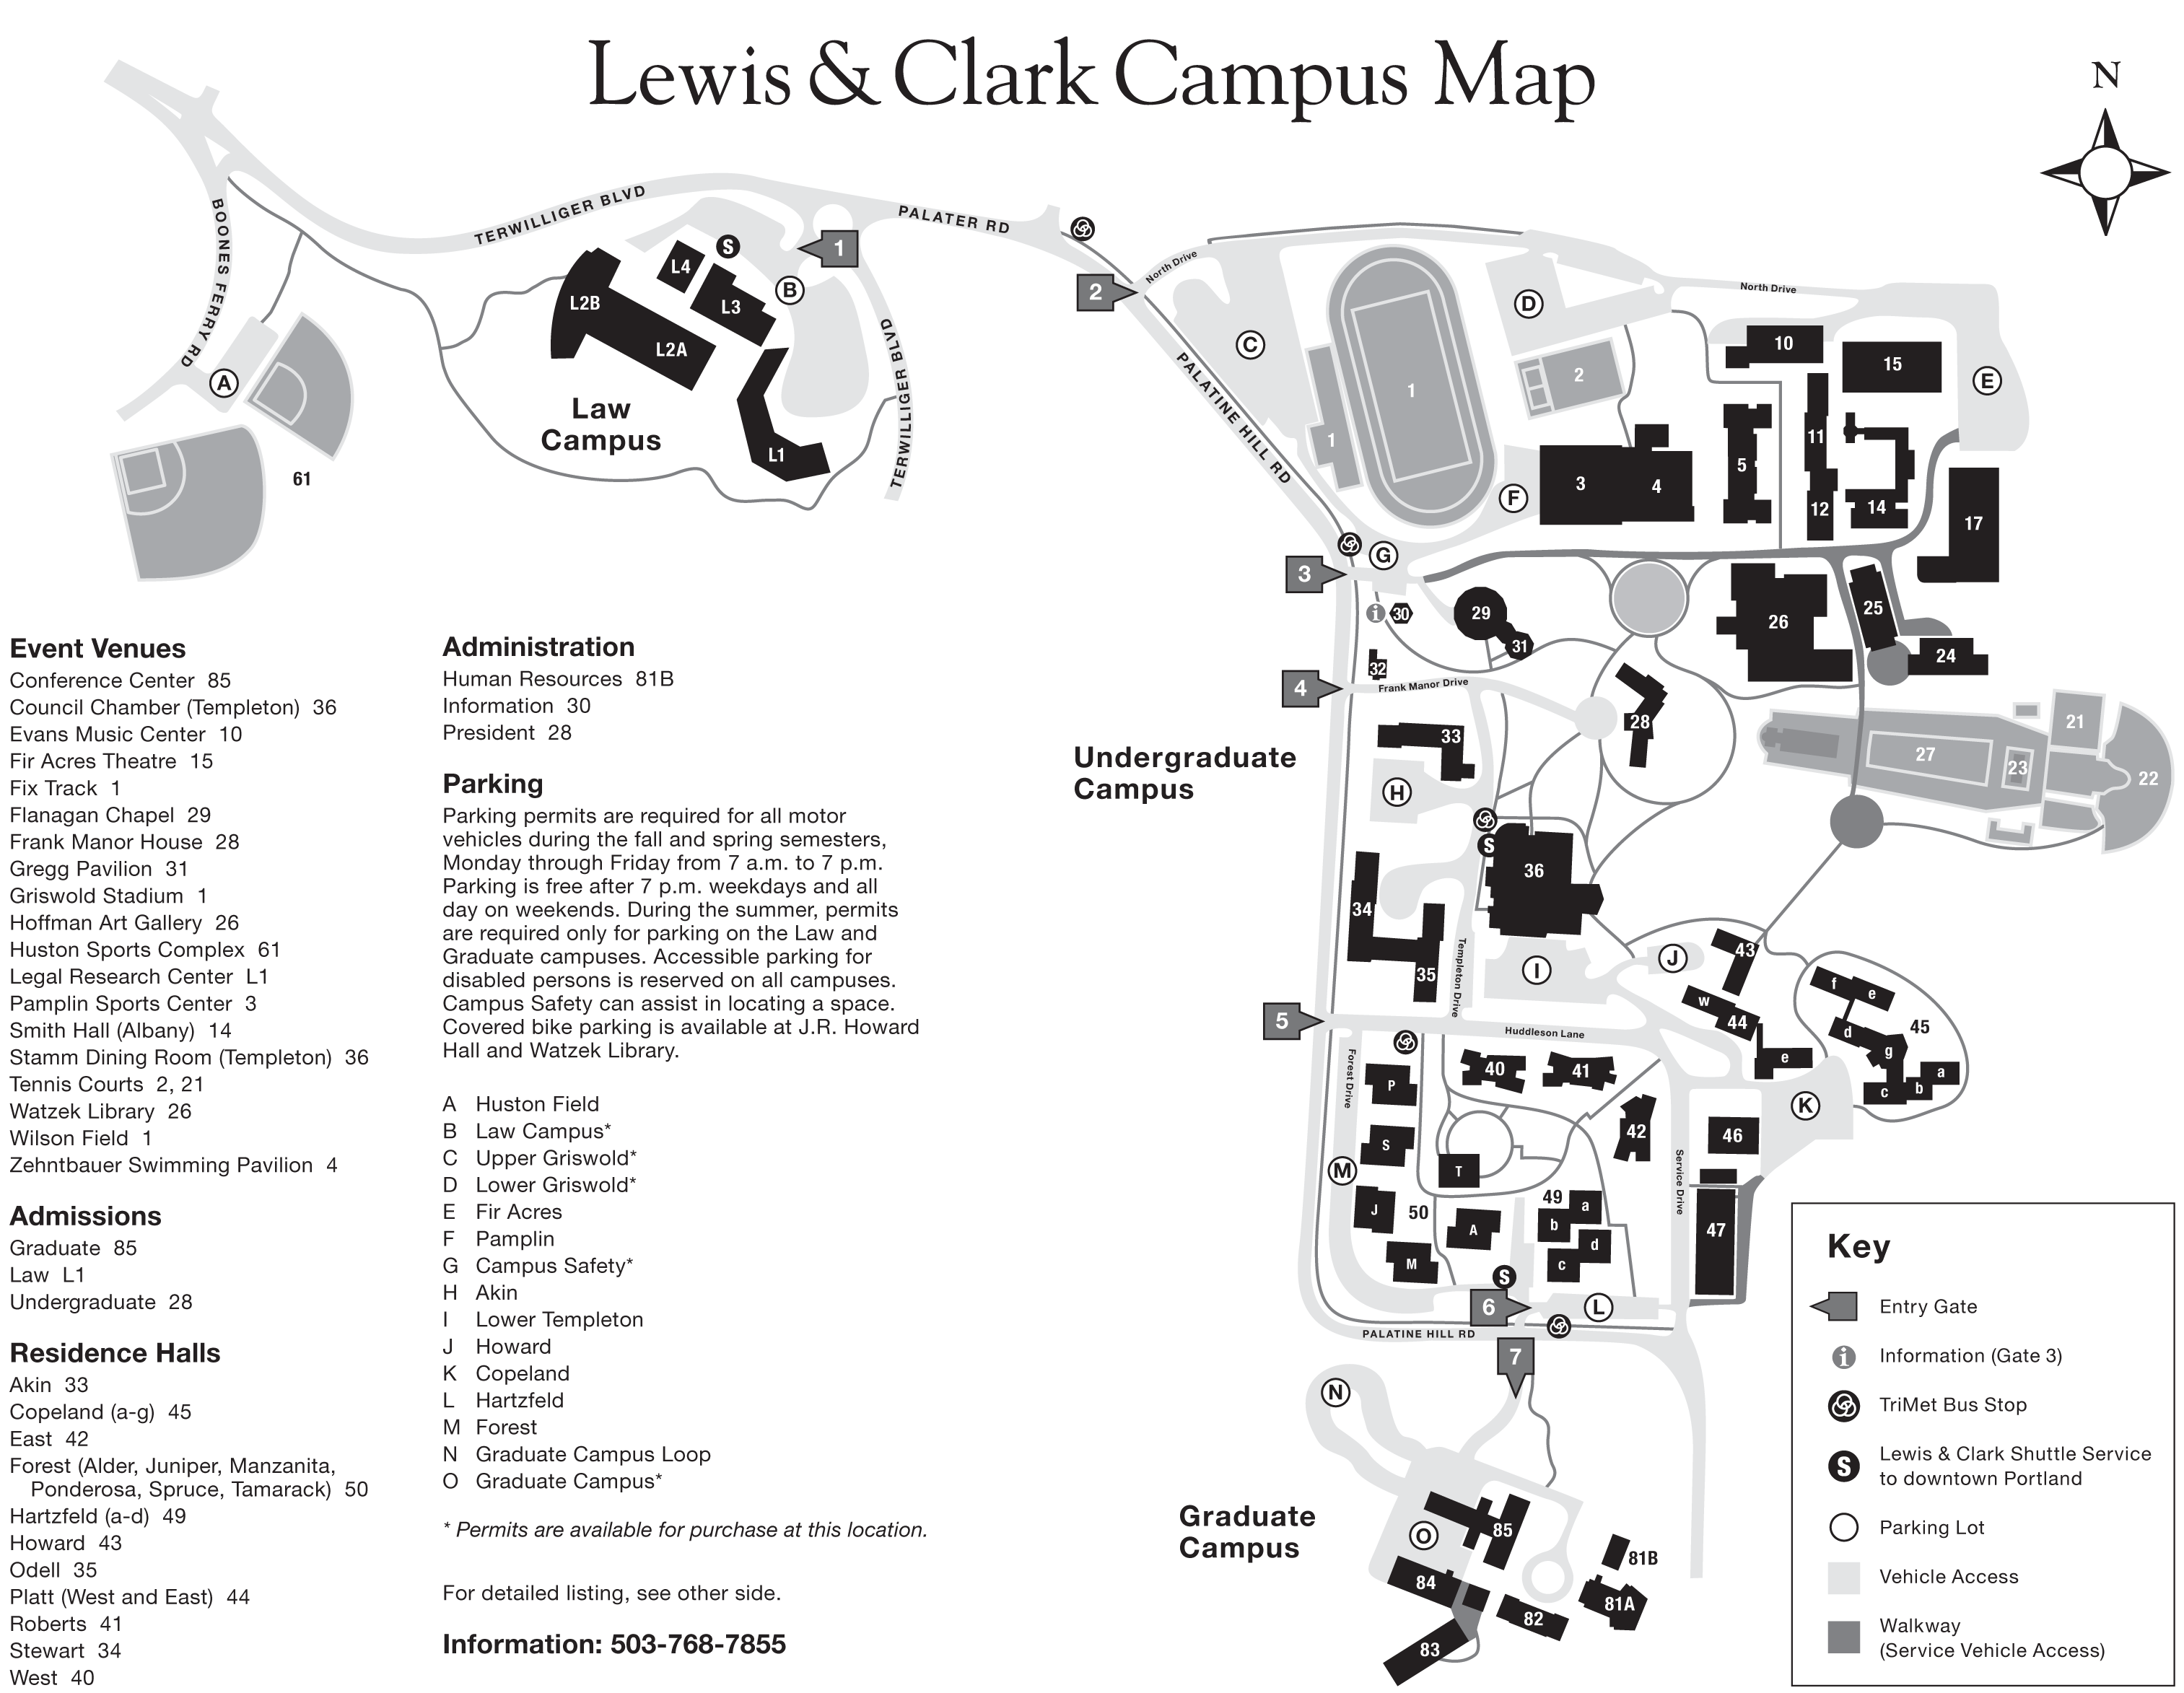 Lewis & Clark Campus Map
N
BOONES FERRY RD
TERWILLIGER BLVD
PALATER RD
TERWILLIGER BLVD
S
1
B
L4
L3
L2B
L2A
L1
Law
Campus
A
61
2
North Drive
PALATINE HILL RD
C
1
1
D
2
North Drive
10
15
E
11
5
3
4
F
12
14
17
G
3
i
30
29
31
32
26
25
24
4
Frank Manor Drive
28
33
H
21
27
23
22
Undergraduate
Campus
S
36
34
35
Templeton Drive
I
J
43
w
44
e
f
e
d
45
g
a
b
c
5
Huddleson Lane
Forest Drive
P
40
41
K
S
42
46
M
T
Service Drive
J
50
A
49
a
b
d
c
47
M
S
6
L
PALATINE HILL RD
7
N
Graduate
Campus
O
85
84
83
82
81B
81A
Event Venues
Conference Center 85
Council Chamber (Templeton) 36
Evans Music Center 10
Fir Acres Theatre 15
Fix Track 1
Flanagan Chapel 29
Frank Manor House 28
Gregg Pavilion 31
Griswold Stadium 1
Hoffman Art Gallery 26
Huston Sports Complex 61
Legal Research Center L1
Pamplin Sports Center 3
Smith Hall (Albany) 14
Stamm Dining Room (Templeton) 36
Tennis Courts 2, 21
Watzek Library 26
Wilson Field 1
Zehntbauer Swimming Pavilion 4
Admissions
Graduate 85
Law L1
Undergraduate 28
Residence Halls
Akin 33
Copeland (a-g) 45
East 42
Forest (Alder, Juniper, Manzanita,
Ponderosa, Spruce, Tamarack) 50
Hartzfeld (a-d) 49
Howard 43
Odell 35
Platt (West and East) 44
Roberts 41
Stewart 34
West 40
Administration
Human Resources 81B
Information 30
President 28
Parking
Parking permits are required for all motor
vehicles during the fall and spring semesters,
Monday through Friday from 7 a.m. to 7 p.m.
Parking is free after 7 p.m. weekdays and all
day on weekends. During the summer, permits
are required only for parking on the Law and
Graduate campuses. Accessible parking for
disabled persons is reserved on all campuses.
Campus Safety can assist in locating a space.
Covered bike parking is available at J.R. Howard
Hall and Watzek Library.
A Huston Field
B Law Campus*
C Upper Griswold*
D Lower Griswold*
E Fir Acres
F Pamplin
G Campus Safety*
H Akin
I Lower Templeton
J Howard
K Copeland
L Hartzfeld
M Forest
N Graduate Campus Loop
O Graduate Campus*
* Permits are available for purchase at this location.
For detailed listing, see other side.
Information: 503-768-7855
Key
Entry Gate
i Information (Gate 3)
TriMet Bus Stop
S Lewis & Clark Shuttle Service
to downtown Portland
Parking Lot
Vehicle Access
Walkway
(Service Vehicle Access)